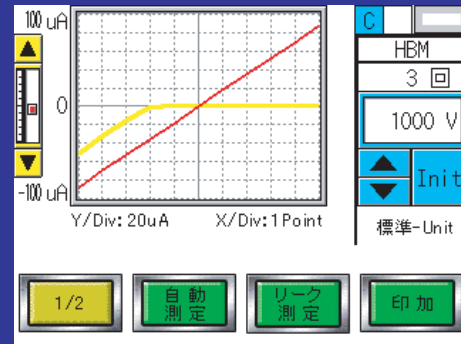 100 uA
0
-100 uA
Y/Div: 20uA X/Div: 1Point
C
HBM
3 回
1000 V
Init
標準-Unit
1/2
自動
測定
リーク
測定
印加